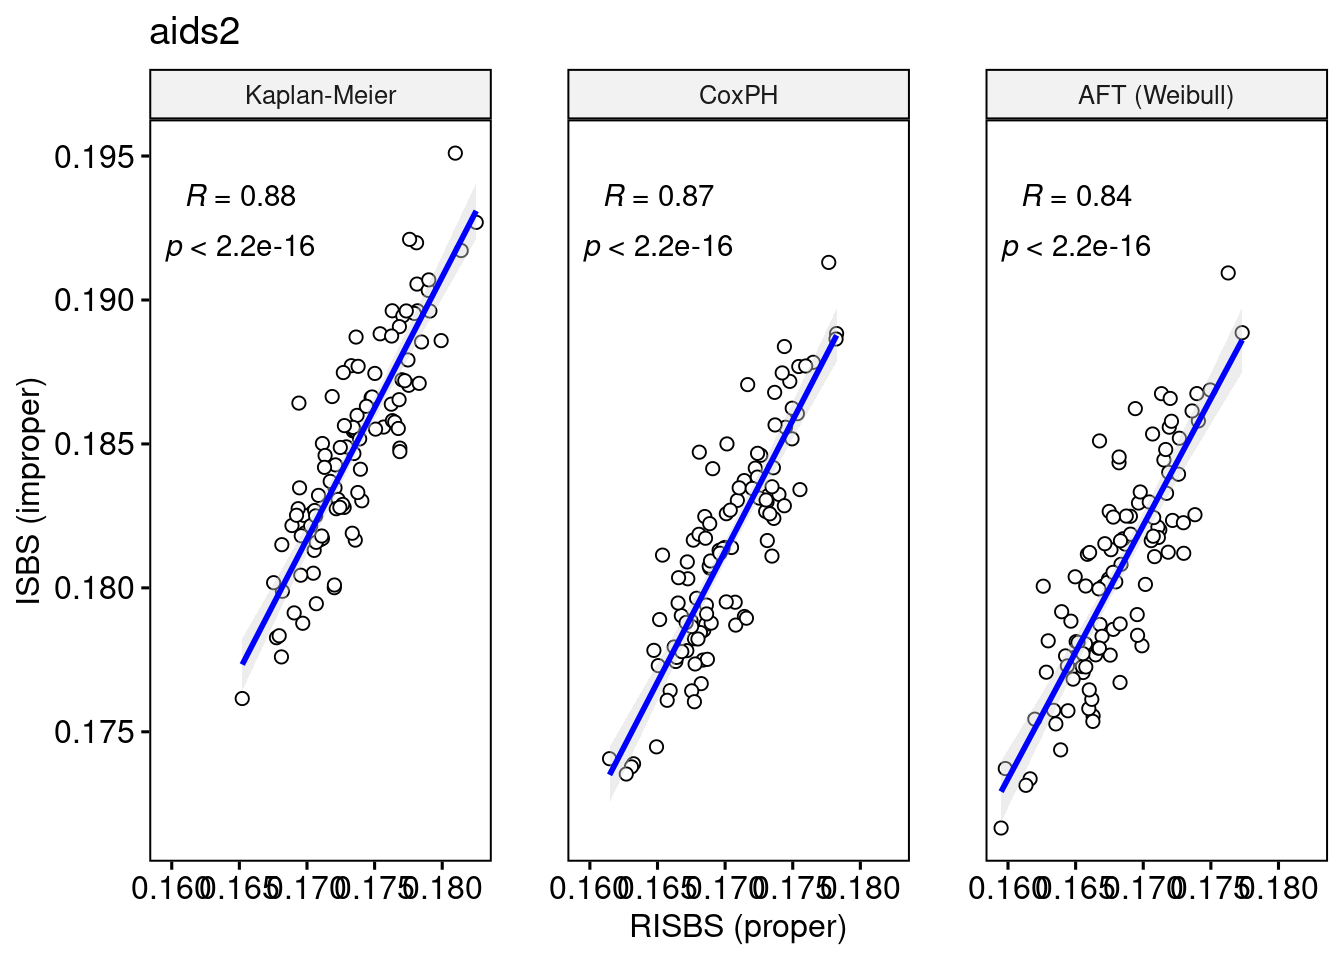 aids2
Kaplan-Meier
CoxPH
AFT (Weibull)
ISBS (improper)
0.195
0.190
0.185
0.180
0.175
R = 0.88
p < 2.2e-16
R = 0.87
p < 2.2e-16
R = 0.84
p < 2.2e-16
0.160 0.165 0.170 0.175 0.180
0.160 0.165 0.170 0.175 0.180
0.160 0.165 0.170 0.175 0.180
RISBS (proper)